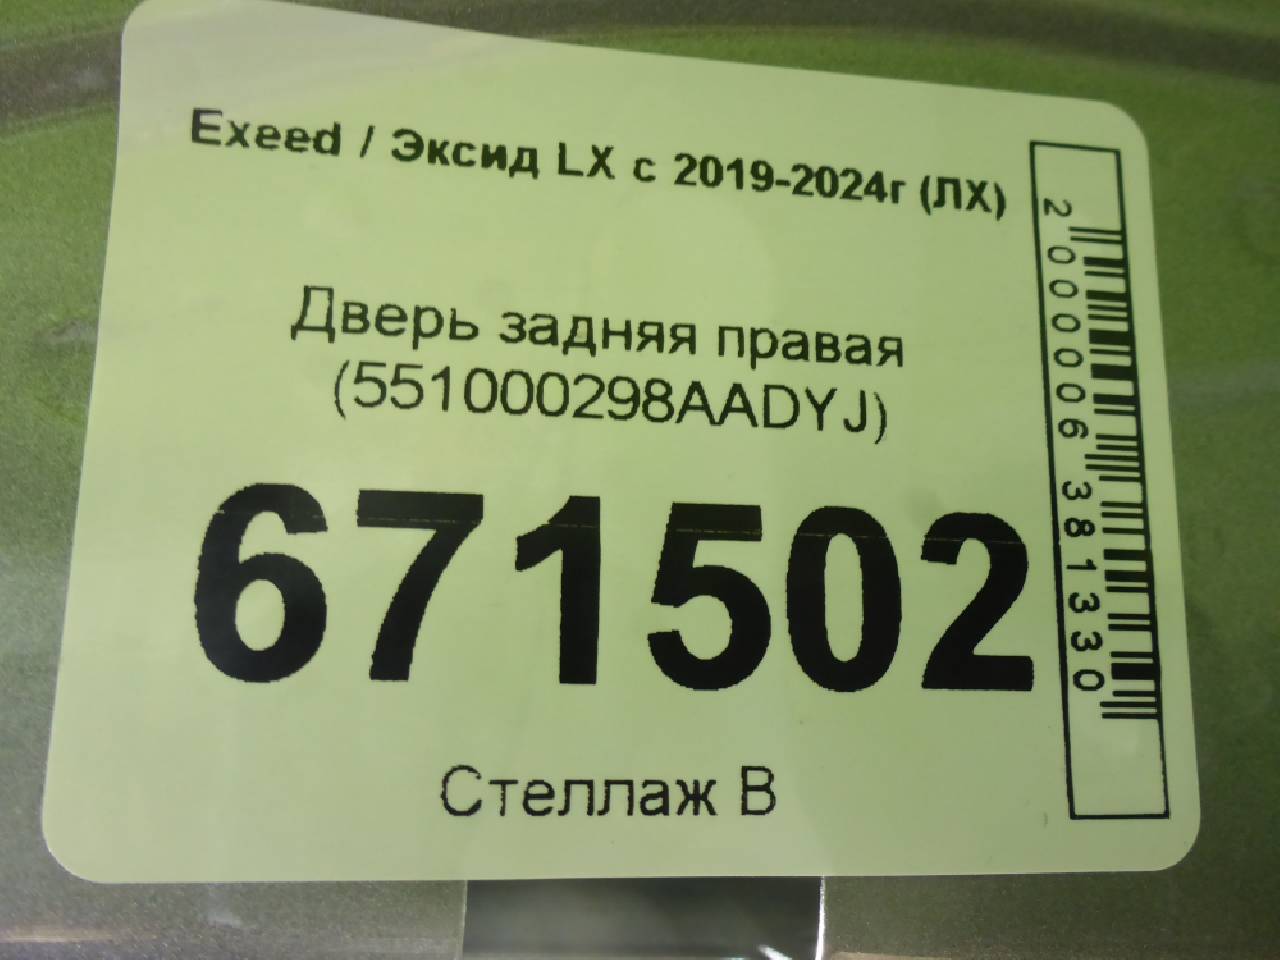 Exeed / Эксид LX с 2019-2024г (ЛХ)
Дверь задняя правая
(551000298AADYJ)
671502
Стеллаж В
2000006381330